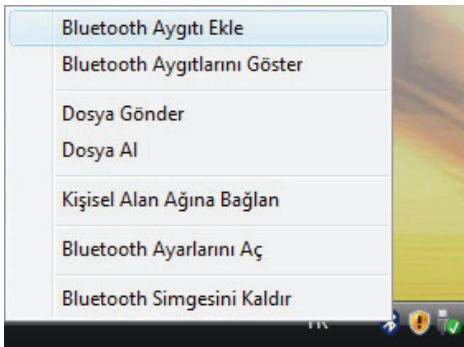 Bluetooth Aygıtı Ekle
Bluetooth Aygıtlarını Göster
Dosya Gönder
Dosya Al
Kişisel Alan Ağına Bağlan
Bluetooth Ayarlarını Aç
Bluetooth Simgesini Kaldır